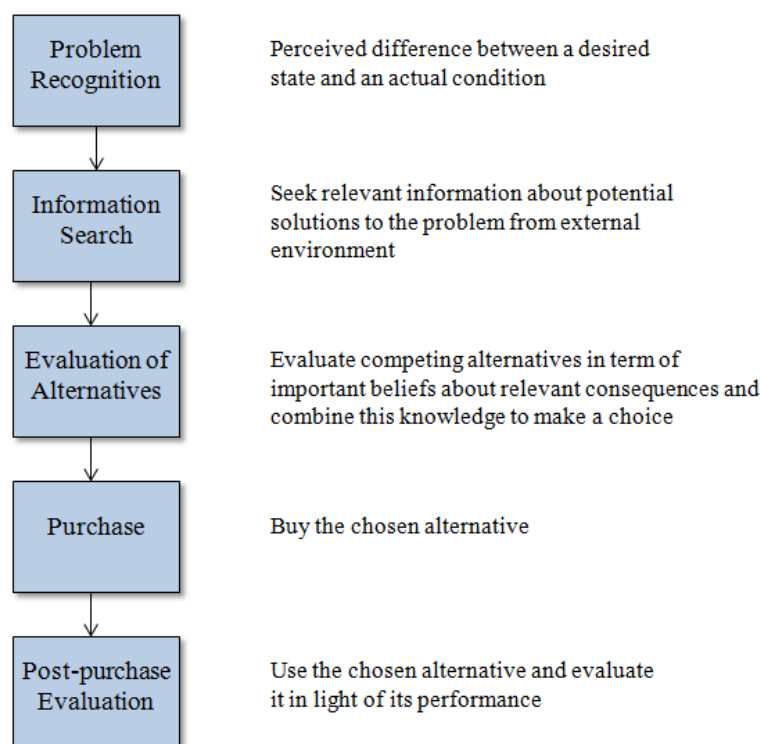 Problem
Recognition
Perceived difference between a desired
state and an actual condition
Information
Search
Seek relevant information about potential
solutions to the problem from external
environment
Evaluation of
Alternatives
Evaluate competing alternatives in term of
important beliefs about relevant consequences and
combine this knowledge to make a choice
Purchase
Buy the chosen alternative
Post-purchase
Evaluation
Use the chosen alternative and evaluate
it in light of its performance